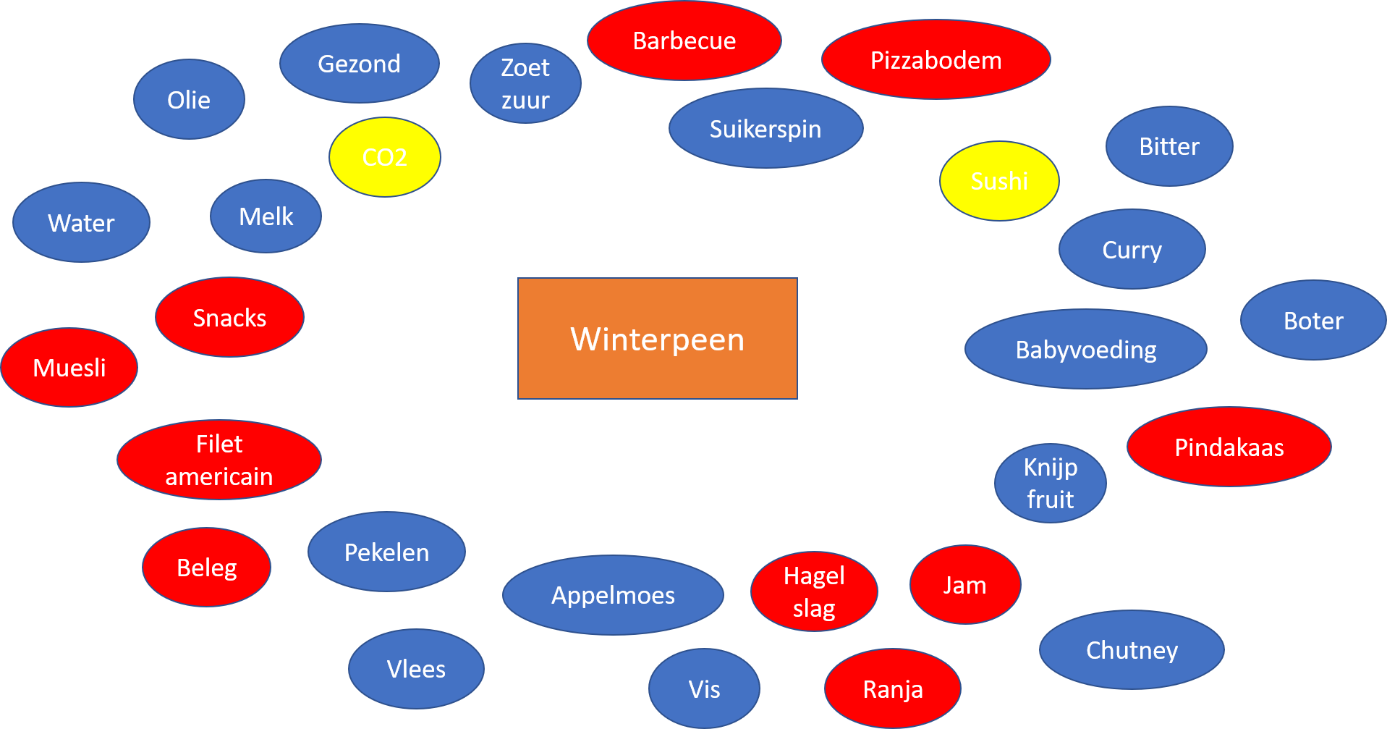 Barbecue
Pizzabodem
Gezond
Zoet
zuur
Olie
Suikerspin
Bitter
CO2
Sushi
Melk
Water
Curry
Snacks
Boter
Winterpeen
Babyvoeding
Muesli
Filet
americain
Pindakaas
Knijp
fruit
Pekelen
Beleg
Appelmoes
Hagel
slag
Jam
Chutney
Vlees
Vis
Ranja